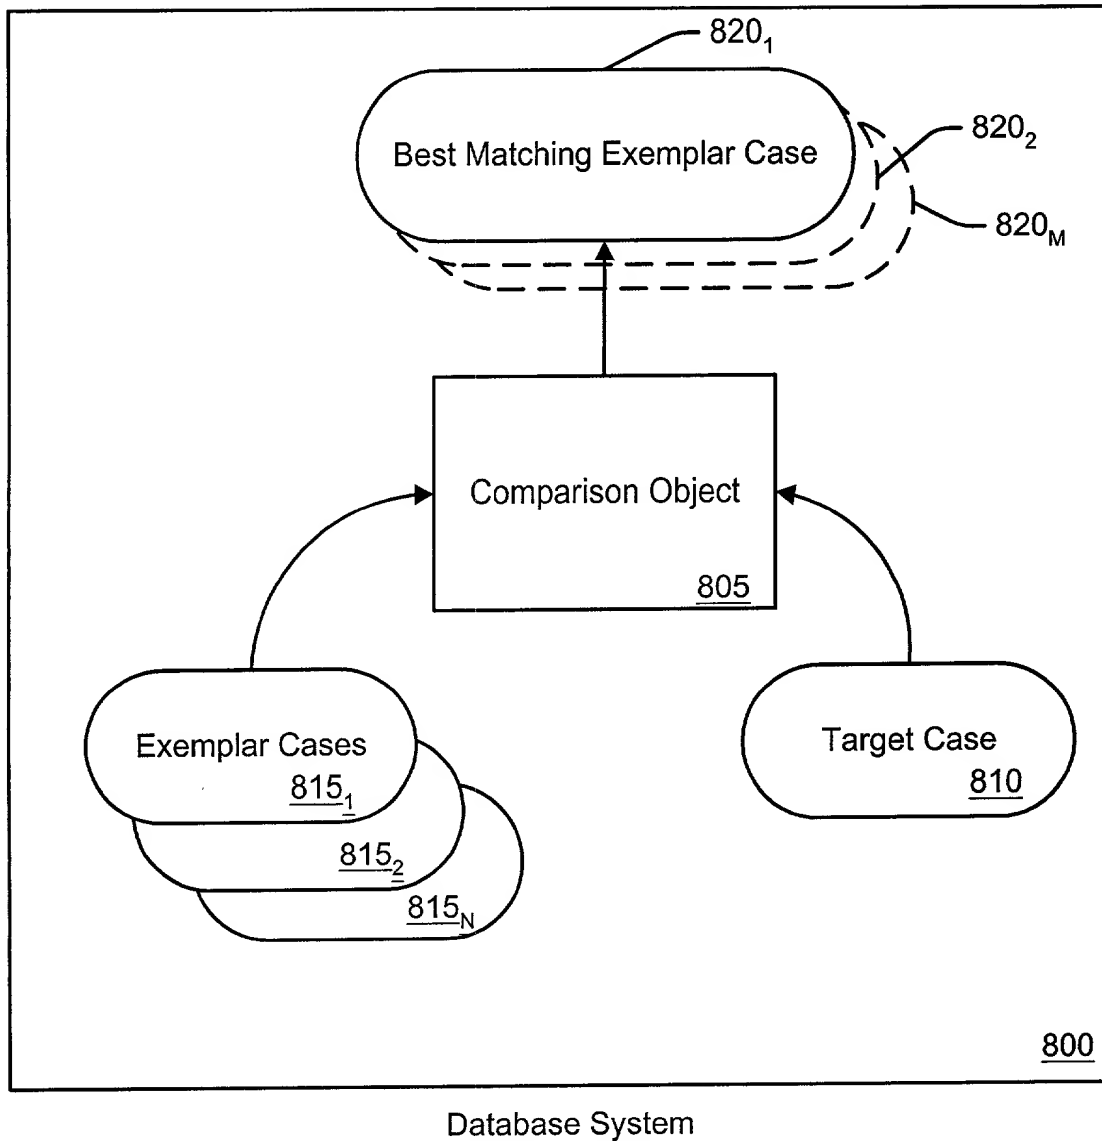 820₁
Best Matching Exemplar Case
820₂
820M
Comparison Object
805
Exemplar Cases
815₁
815₂
815N
Target Case
810
800
Database System